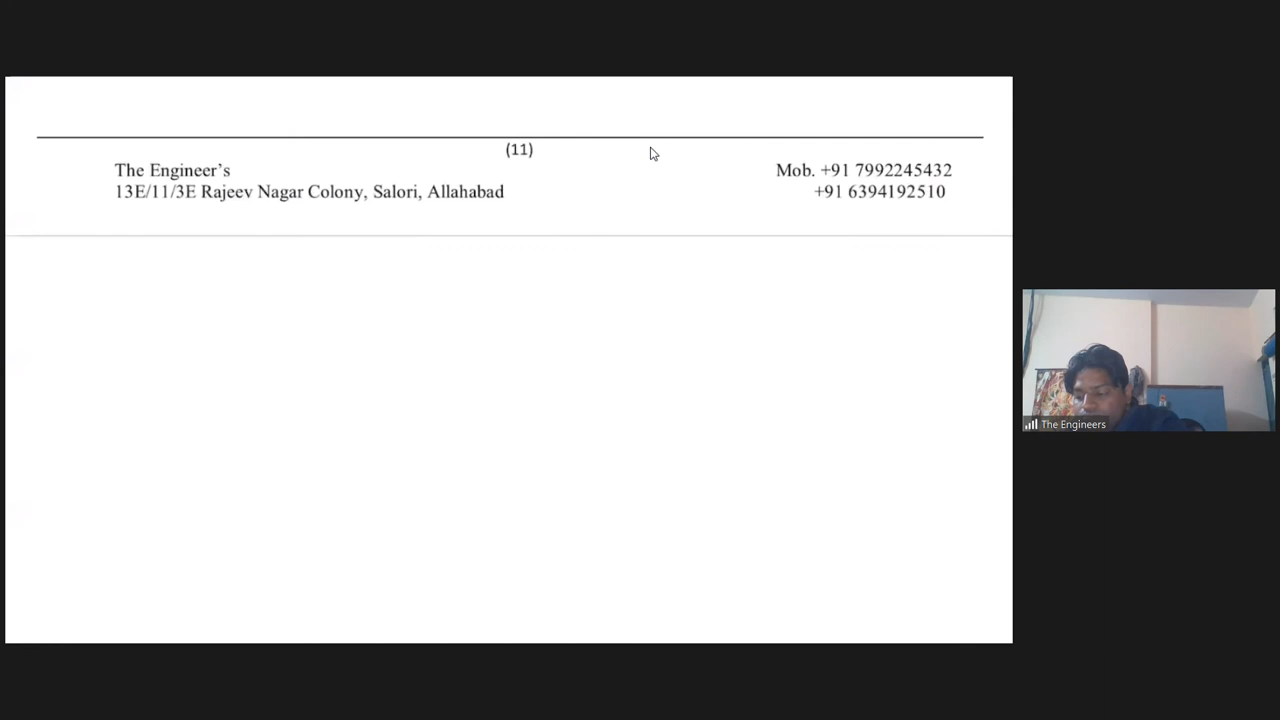 (11)
The Engineer's
Mob. +91 7992245432
13E/11/3E Rajeev Nagar Colony, Salori, Allahabad
+91 6394192510
The Engineers